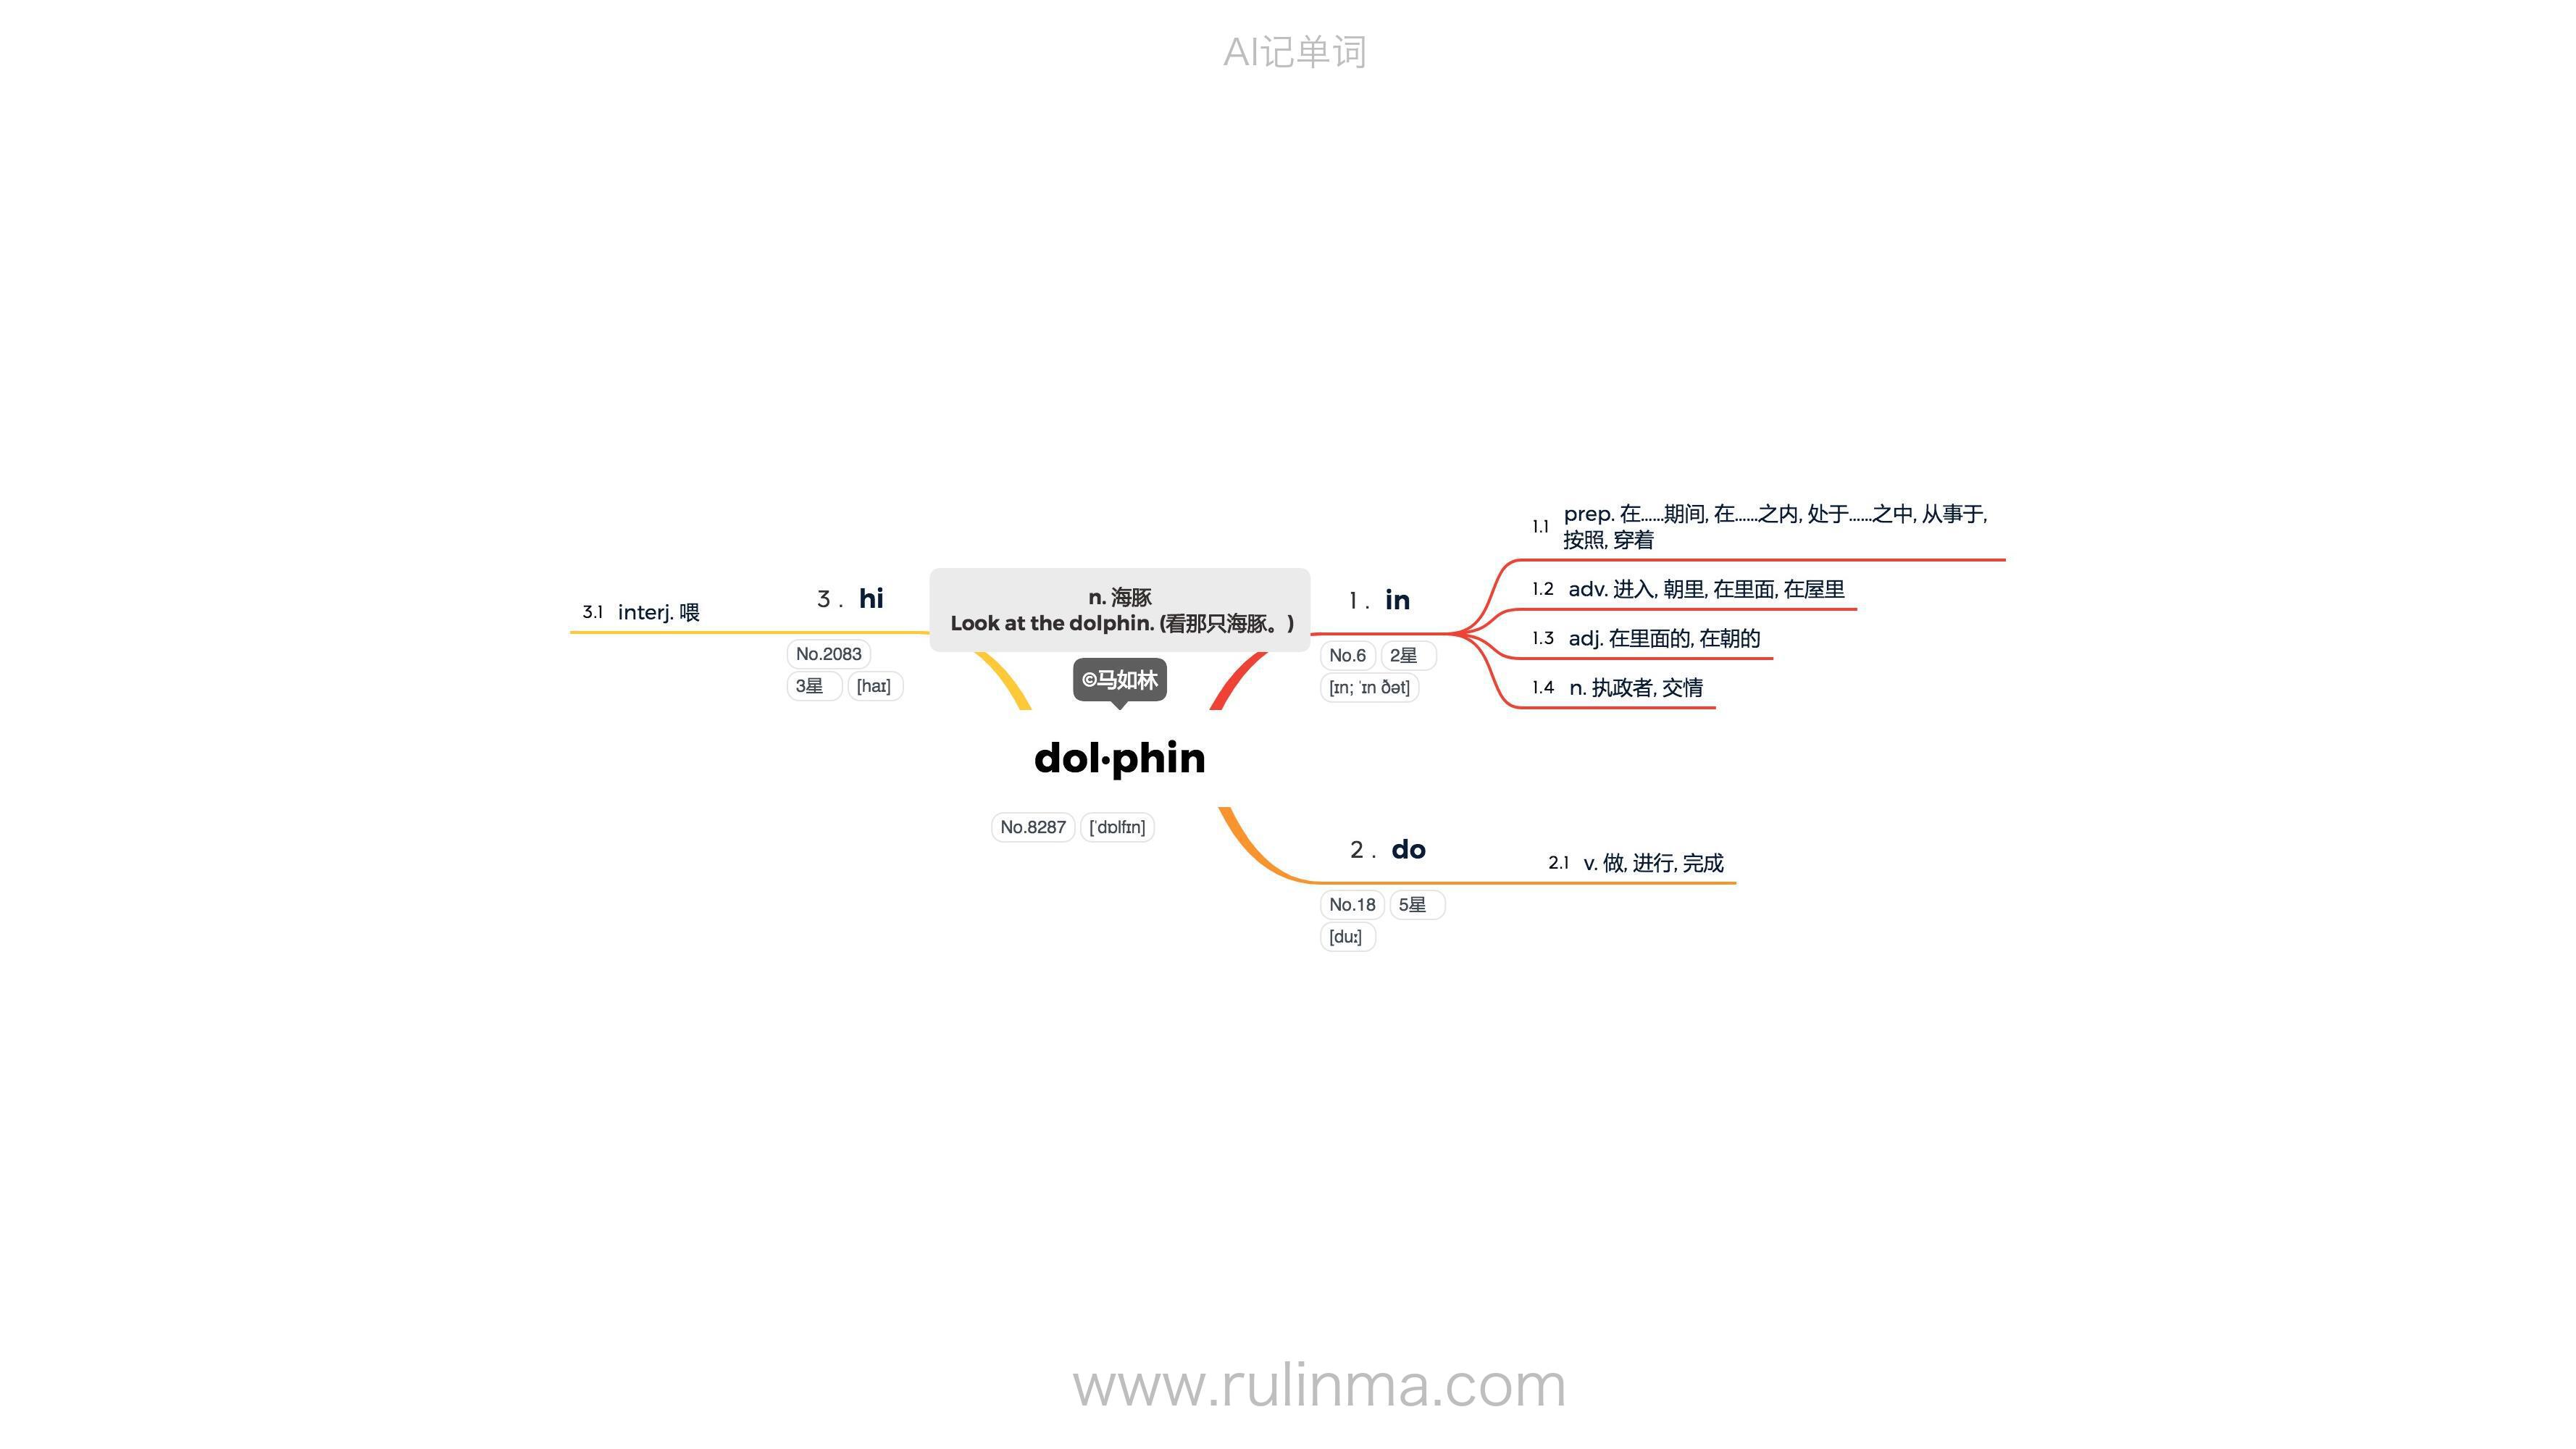 AI记单词
n. 海豚
Look at the dolphin. (看那只海豚。)
©马如林
dol·phin
No.8287 [ˈdɒlfɪn]
1 . in
No.6 2星
[ɪn; ˈɪn ðət]
1.1 prep. 在......期间, 在......之内, 处于......之中, 从事于,
按照, 穿着
1.2 adv. 进入, 朝里, 在里面, 在屋里
1.3 adj. 在里面的, 在朝的
1.4 n. 执政者, 交情
2 . do
No.18 5星
[duː]
2.1 v. 做, 进行, 完成
3 . hi
No.2083
3星 [haɪ]
3.1 interj. 喂
www.rulinma.com